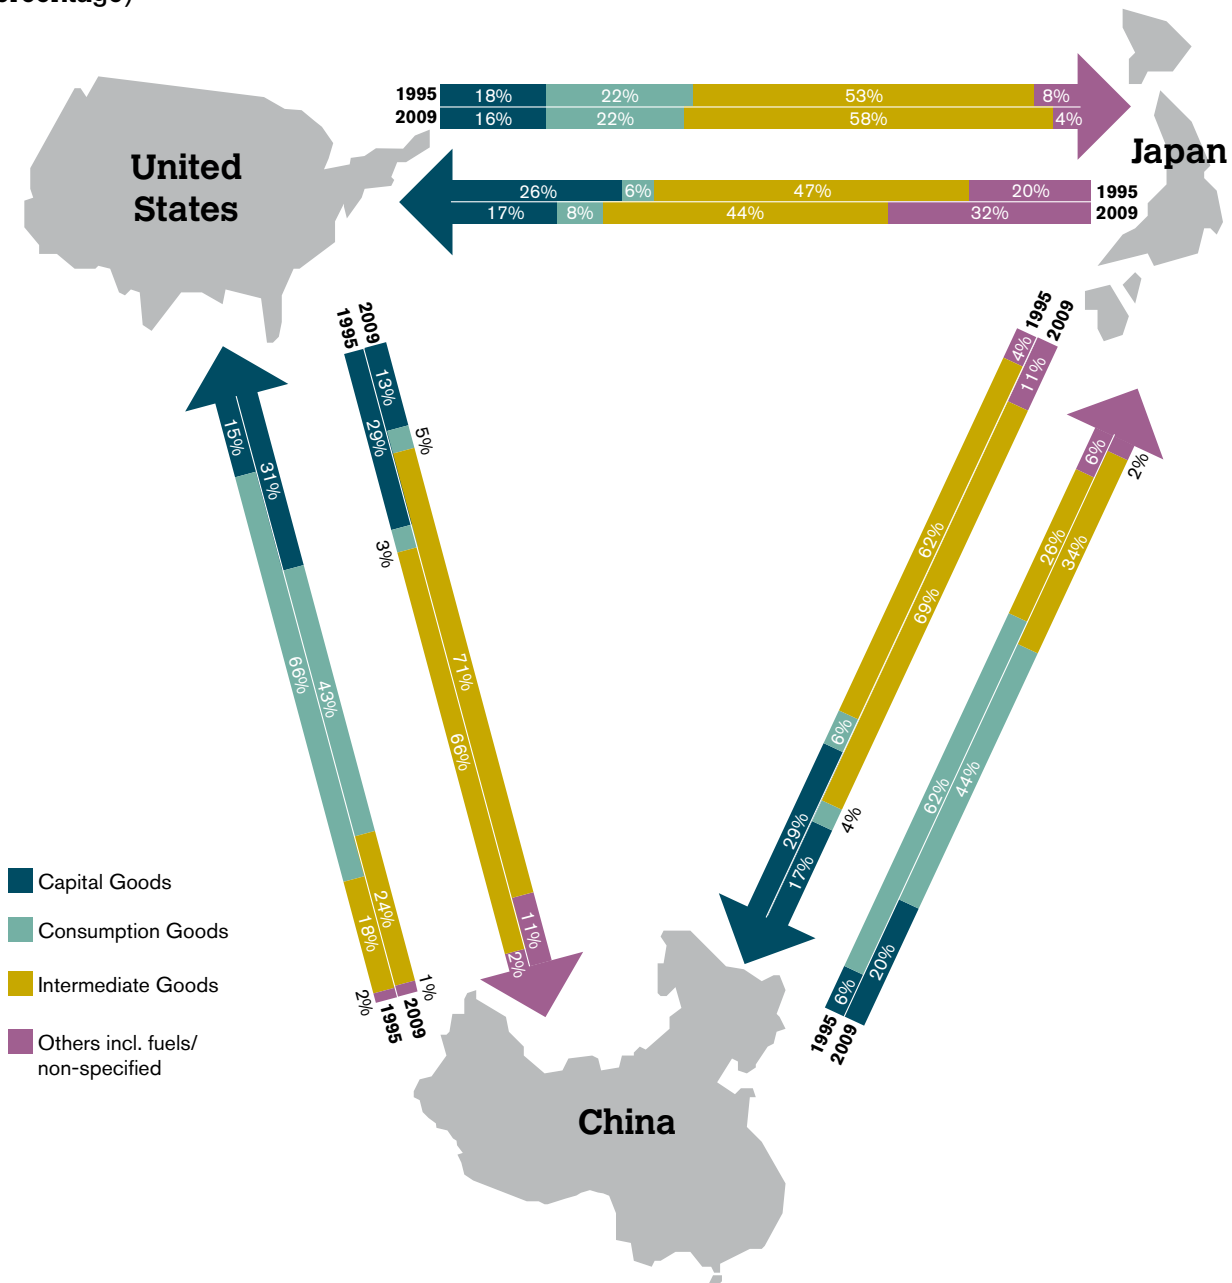 ercentage)
1995 18% 22% 53% 8%
2009 16% 22% 58% 4%
United
States
Japan
26% 6% 47% 20% 1995
17% 8% 44% 32% 2009
1995
2009
13%
29%
5%
3%
71%
66%
11%
2%
15%
31%
66%
43%
24%
18%
2%
1%
1995
2009
1995
2009
4%
11%
62%
69%
6%
4%
29%
17%
6%
2%
26%
34%
62%
44%
6%
20%
1995
2009
Capital Goods
Consumption Goods
Intermediate Goods
Others incl. fuels/
non-specified
China